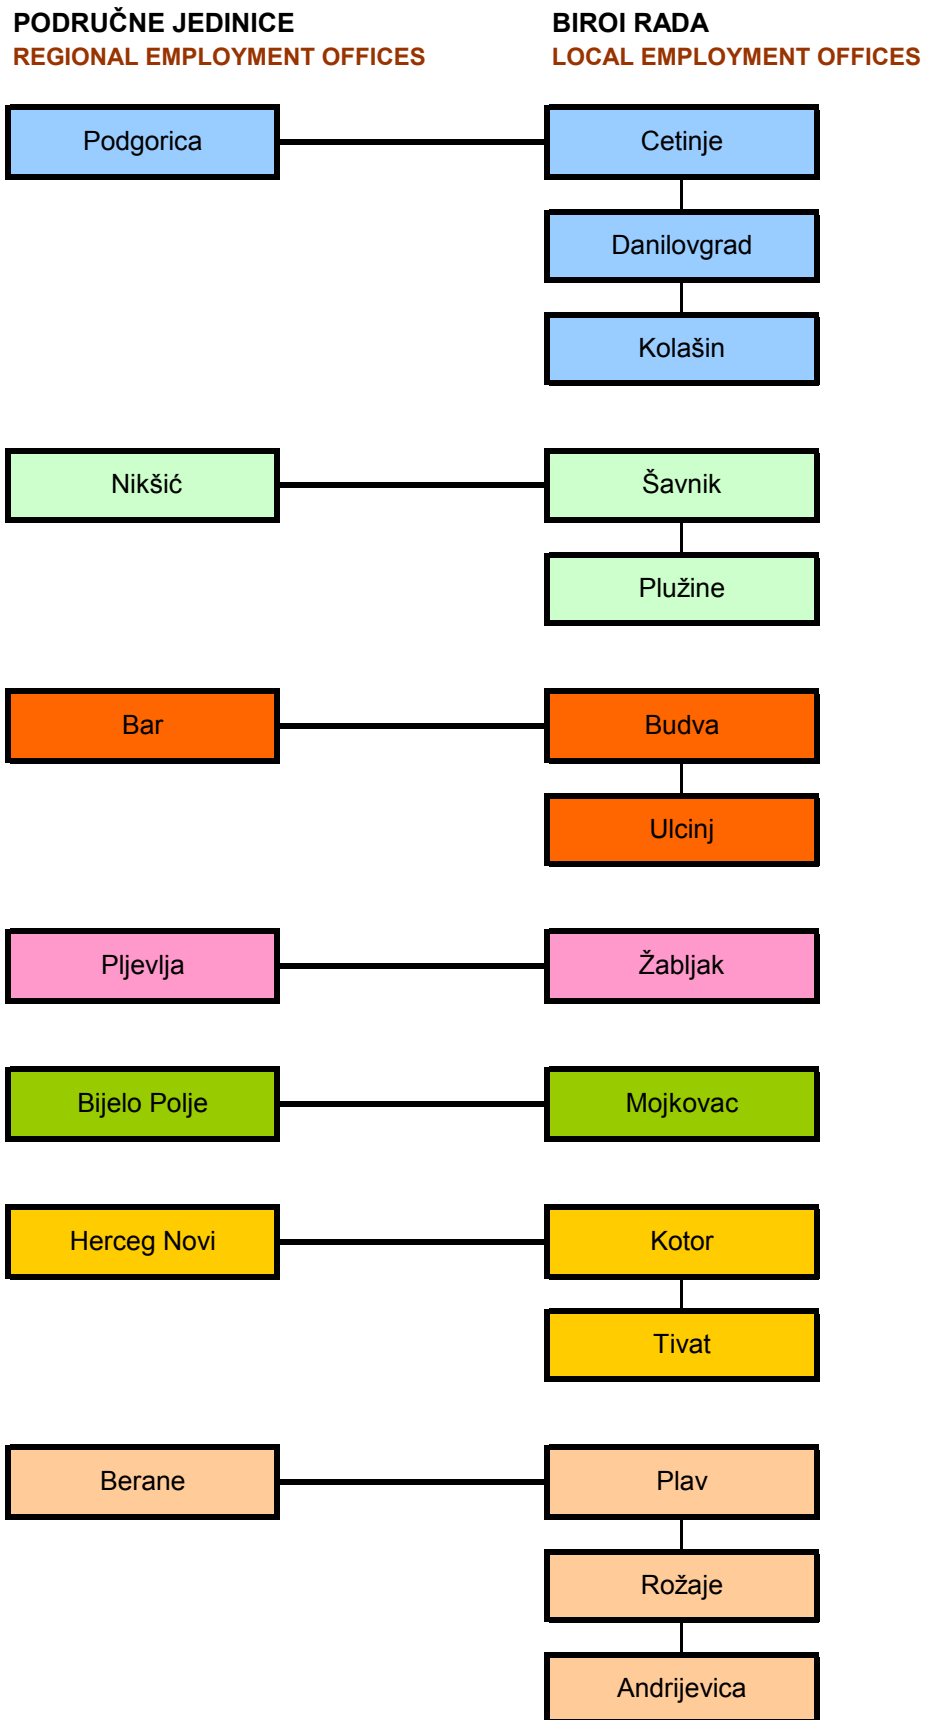 PODRUČNE JEDINICE
REGIONAL EMPLOYMENT OFFICES
BIROI RADA
LOCAL EMPLOYMENT OFFICES
Podgorica
Cetinje
Danilovgrad
Kolašin
Nikšić
Šavnik
Plužine
Bar
Budva
Ulcinj
Pljevlja
Žabljak
Bijelo Polje
Mojkovac
Herceg Novi
Kotor
Tivat
Berane
Plav
Rožaje
Andrijevica